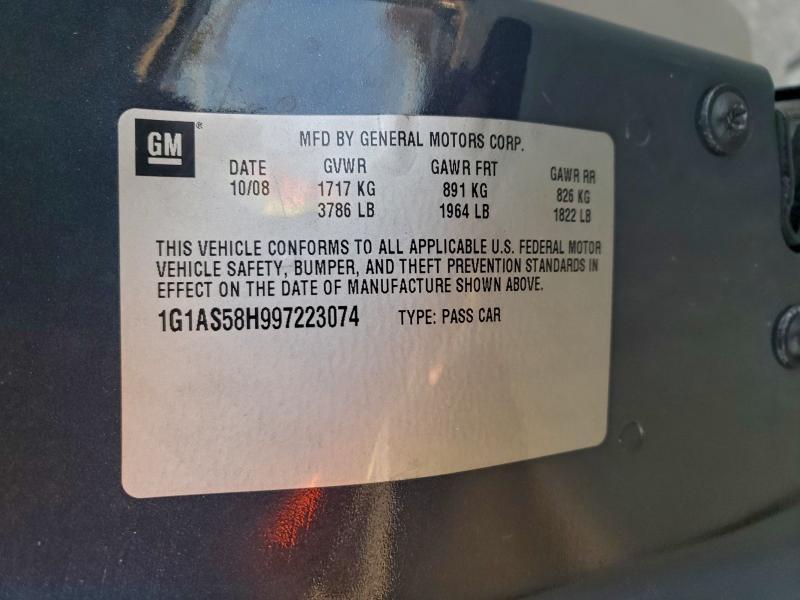 GM® MFD BY GENERAL MOTORS CORP.
DATE GVWR GAWR FRT GAWR RR
10/08 1717 KG 891 KG 826 KG
3786 LB 1964 LB 1822 LB
THIS VEHICLE CONFORMS TO ALL APPLICABLE U.S. FEDERAL MOTOR
VEHICLE SAFETY, BUMPER, AND THEFT PREVENTION STANDARDS IN
EFFECT ON THE DATE OF MANUFACTURE SHOWN ABOVE.
1G1AS58H997223074 TYPE: PASS CAR